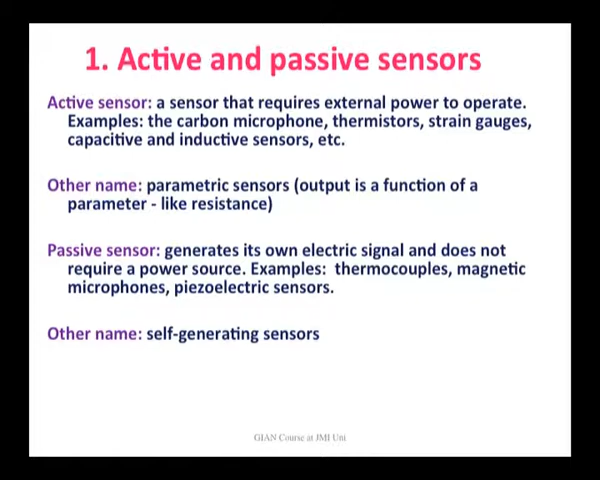 1. Active and passive sensors
Active sensor: a sensor that requires external power to operate.
Examples: the carbon microphone, thermistors, strain gauges,
capacitive and inductive sensors, etc.
Other name: parametric sensors (output is a function of a
parameter - like resistance)
Passive sensor: generates its own electric signal and does not
require a power source. Examples: thermocouples, magnetic
microphones, piezoelectric sensors.
Other name: self-generating sensors
GIAN Course at JMI Uni